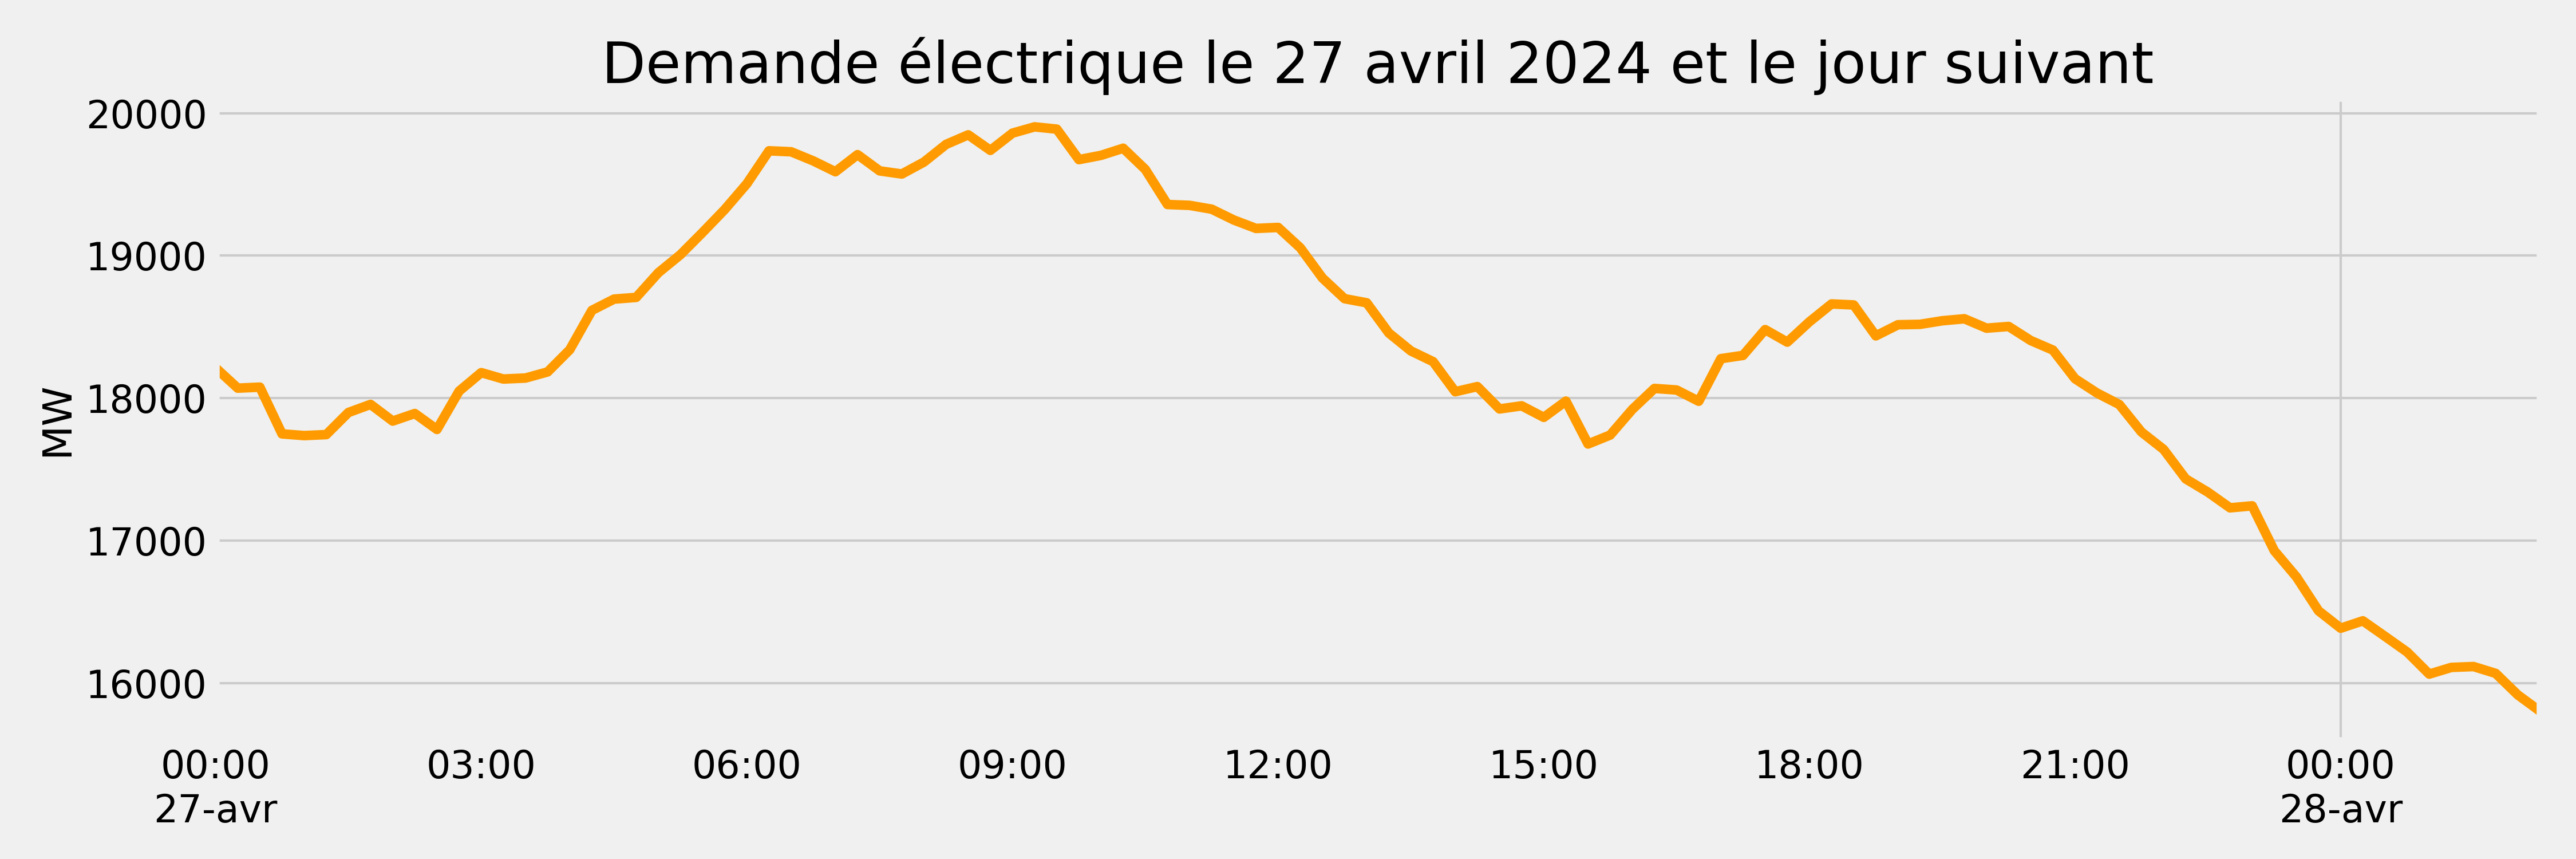 Demande électrique le 27 avril 2024 et le jour suivant
20000
19000
18000
17000
16000
MW
00:00 03:00 06:00 09:00 12:00 15:00 18:00 21:00 00:00
27-avr 28-avr